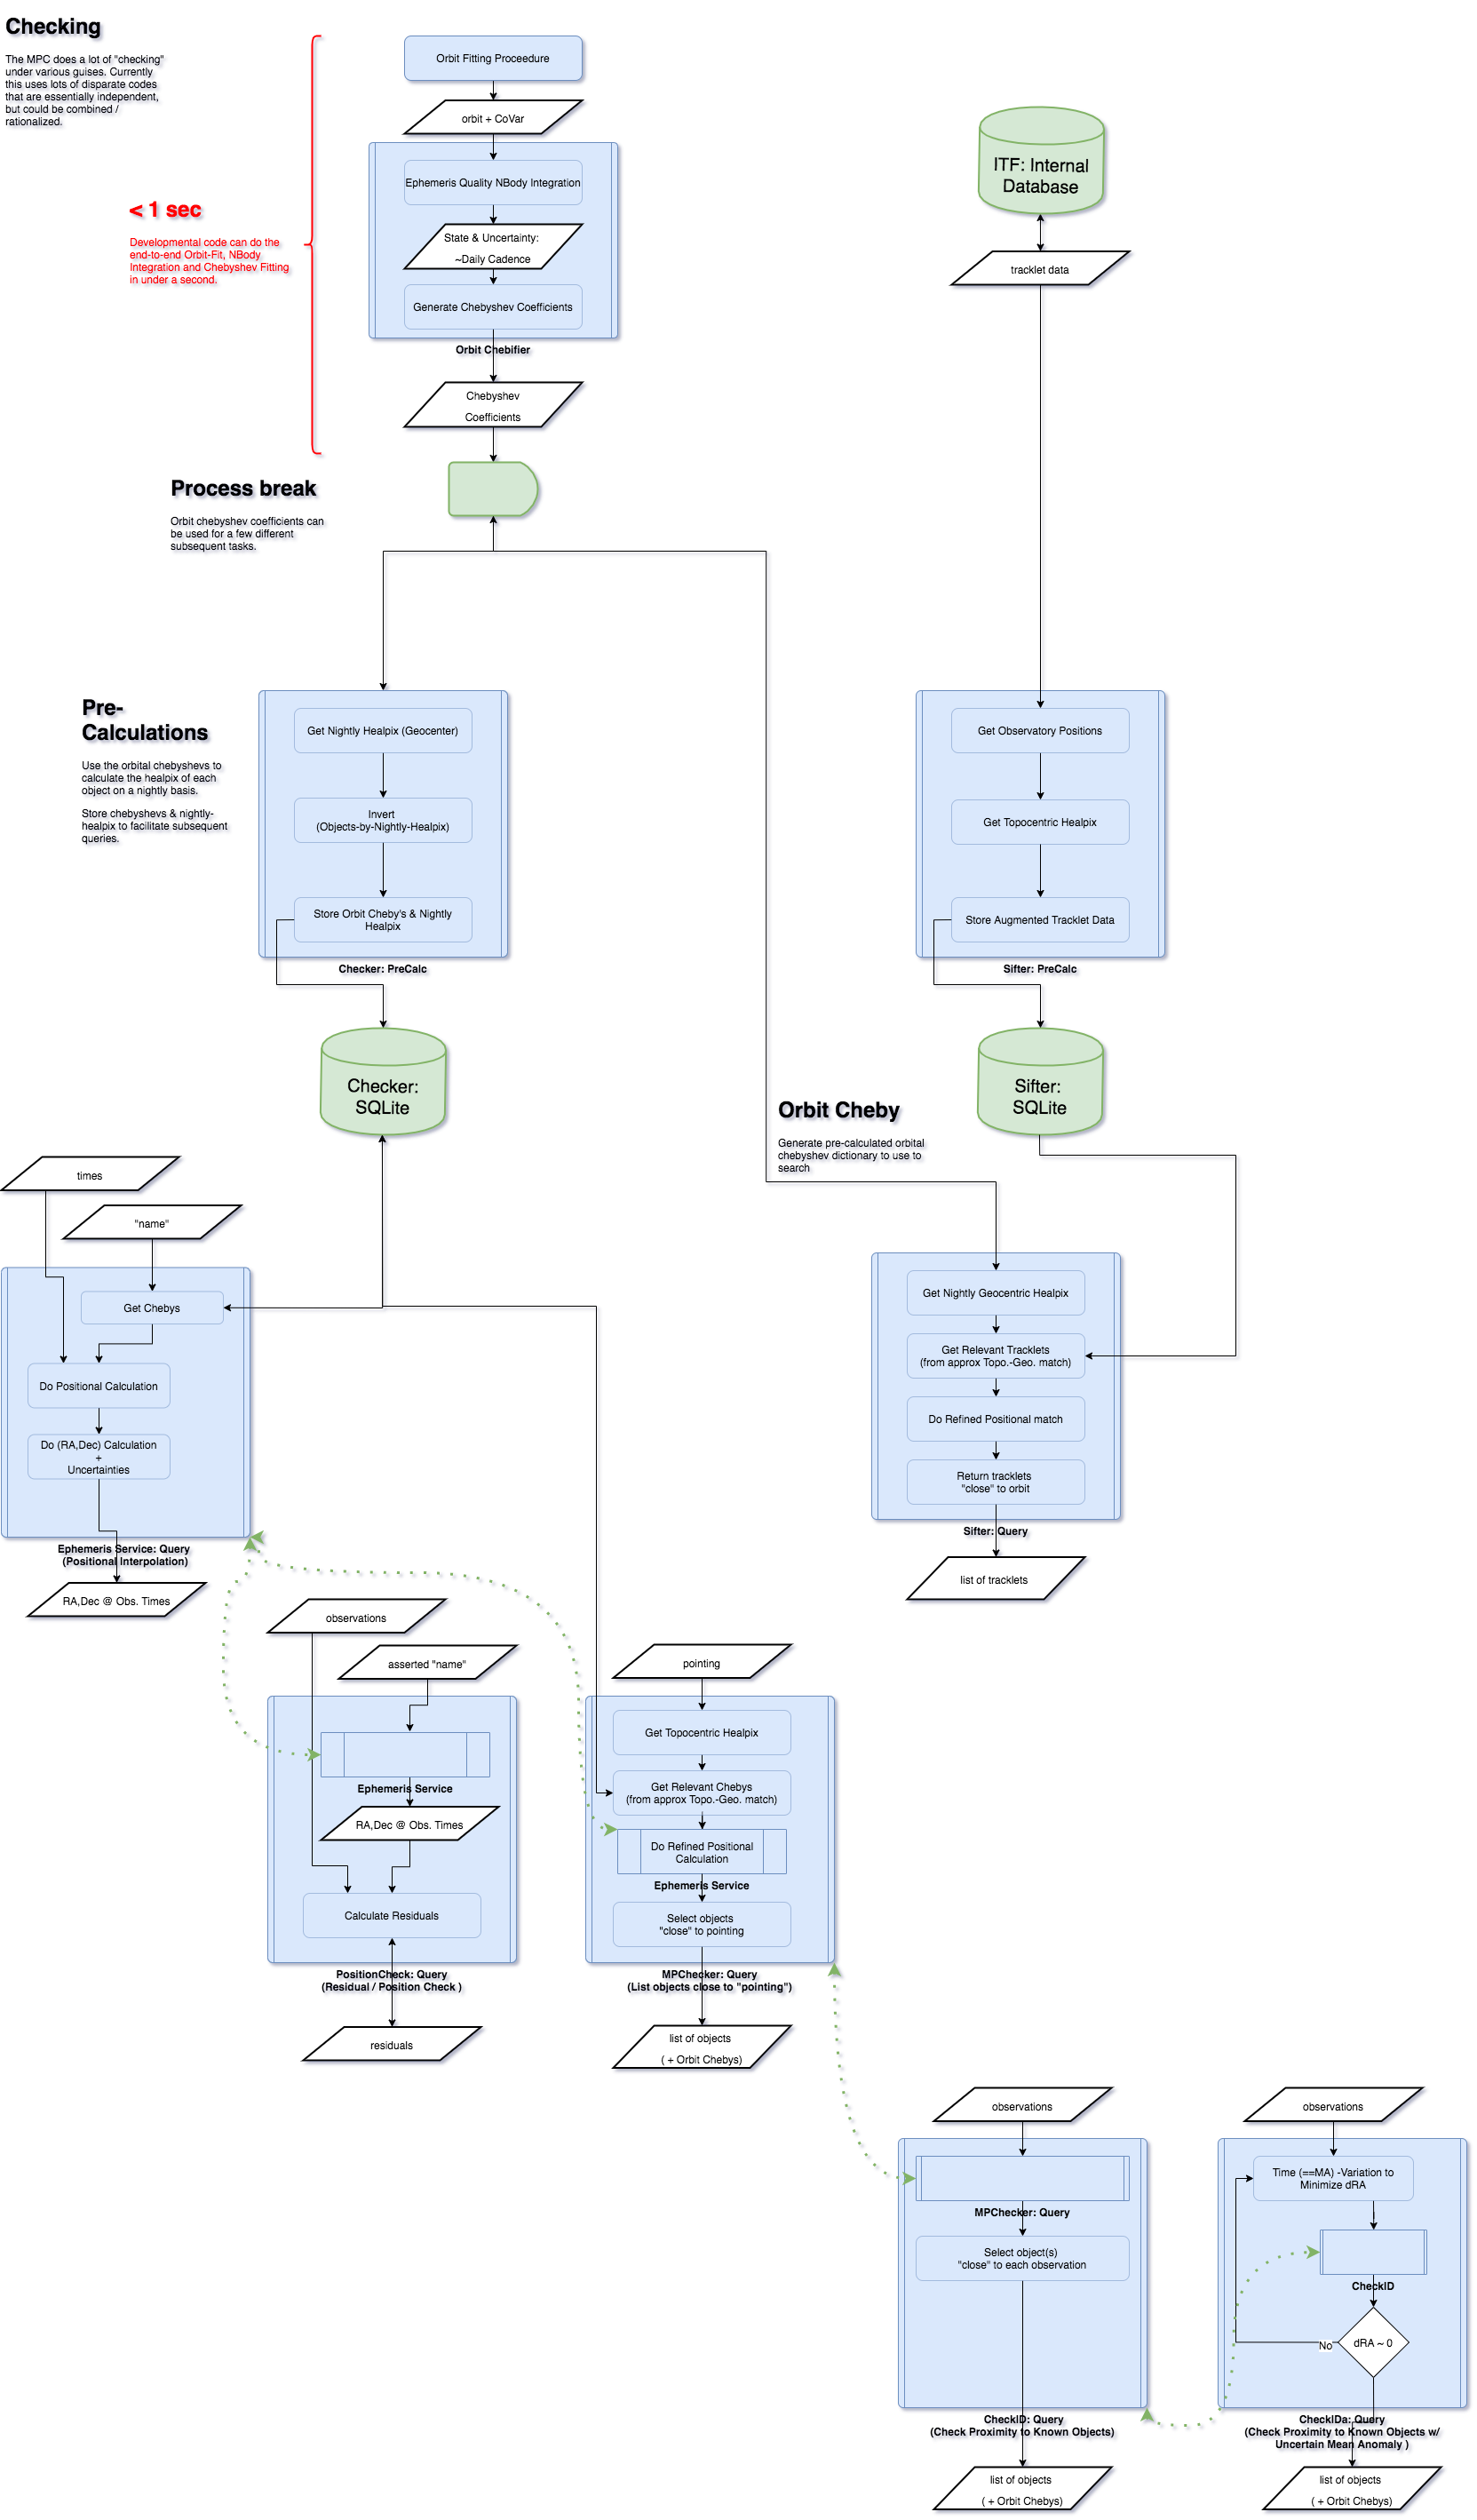 Checking
The MPC does a lot of "checking"
under various guises. Currently
this uses lots of disparate codes
that are essentially independent,
but could be combined /
rationalized.
< 1 sec
Developmental code can do the
end-to-end Orbit-Fit, NBody
Integration and Chebyshev Fitting
in under a second.
Orbit Fitting Proceedure
orbit + CoVar
Ephemeris Quality NBody Integration
State & Uncertainty:
~Daily Cadence
Generate Chebyshev Coefficients
Orbit Chebifier
Chebyshev
Coefficients
ITF: Internal
Database
tracklet data
Process break
Orbit chebyshev coefficients can
be used for a few different
subsequent tasks.
Pre-
Calculations
Use the orbital chebyshevs to
calculate the healpix of each
object on a nightly basis.
Store chebyshevs & nightly-
healpix to facilitate subsequent
queries.
Get Nightly Healpix (Geocenter)
Invert
(Objects-by-Nightly-Healpix)
Store Orbit Cheby's & Nightly
Healpix
Checker: PreCalc
Get Observatory Positions
Get Topocentric Healpix
Store Augmented Tracklet Data
Sifter: PreCalc
Checker:
SQLite
Sifter:
SQLite
Orbit Cheby
Generate pre-calculated orbital
chebyshev dictionary to use to
search
times
"name"
Get Chebys
Do Positional Calculation
Do (RA,Dec) Calculation
+
Uncertainties
Ephemeris Service: Query
(Positional Interpolation)
RA,Dec @ Obs. Times
Get Nightly Geocentric Healpix
Get Relevant Tracklets
(from approx Topo.-Geo. match)
Do Refined Positional match
Return tracklets
"close" to orbit
Sifter: Query
list of tracklets
observations
asserted "name"
Ephemeris Service
RA,Dec @ Obs. Times
Calculate Residuals
PositionCheck: Query
(Residual / Position Check )
residuals
pointing
Get Topocentric Healpix
Get Relevant Chebys
(from approx Topo.-Geo. match)
Do Refined Positional
Calculation
Ephemeris Service
Select objects
"close" to pointing
MPChecker: Query
(List objects close to "pointing")
list of objects
( + Orbit Chebys)
observations
MPChecker: Query
Select object(s)
"close" to each observation
CheckID: Query
(Check Proximity to Known Objects)
list of objects
( + Orbit Chebys)
observations
Time (==MA) -Variation to
Minimize dRA
CheckID
No
dRA ~ 0
CheckIDa: Query
(Check Proximity to Known Objects w/
Uncertain Mean Anomaly )
list of objects
( + Orbit Chebys)